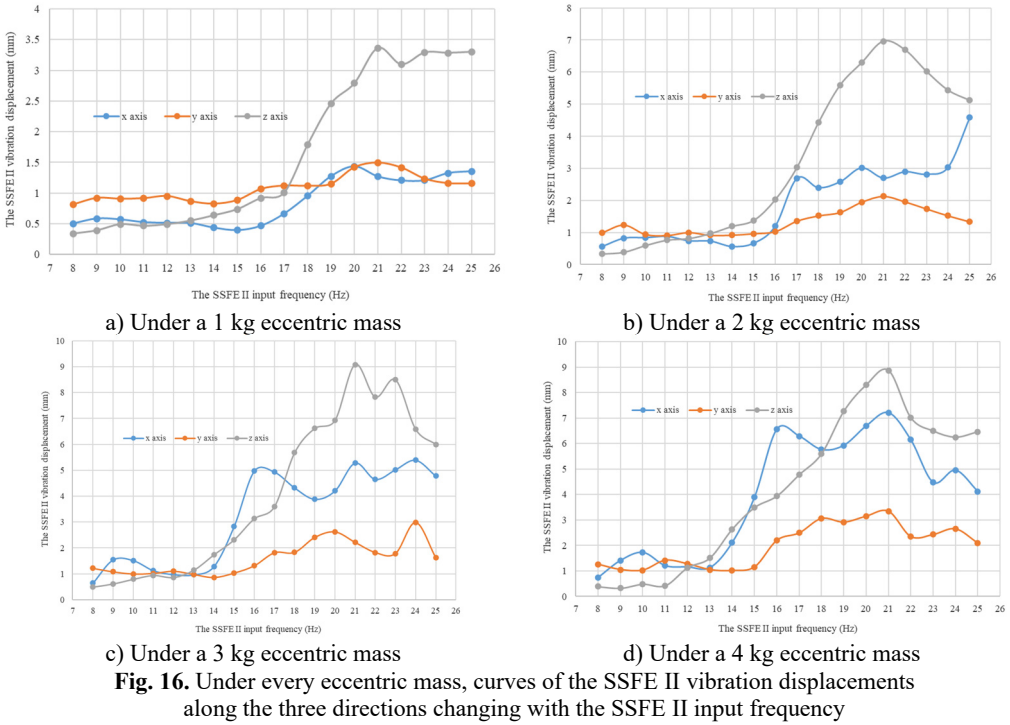 4
3.5
3
2.5
2
1.5
1
0.5
0
The SSFE II vibration displacement (mm)
x axis y axis z axis
7 8 9 10 11 12 13 14 15 16 17 18 19 20 21 22 23 24 25 26
The SSFE II input frequency (Hz)
a) Under a 1 kg eccentric mass
8
7
6
5
4
3
2
1
0
The SSFE II vibration displacement (mm)
x axis y axis z axis
7 8 9 10 11 12 13 14 15 16 17 18 19 20 21 22 23 24 25 26
The SSFE II input frequency (Hz)
b) Under a 2 kg eccentric mass
10
9
8
7
6
5
4
3
2
1
0
The SSFE II vibration displacement (mm)
x axis y axis z axis
7 8 9 10 11 12 13 14 15 16 17 18 19 20 21 22 23 24 25 26
The SSFE II input frequency (Hz)
c) Under a 3 kg eccentric mass
10
9
8
7
6
5
4
3
2
1
0
The SSFE II vibration displacement (mm)
x axis y axis z axis
7 8 9 10 11 12 13 14 15 16 17 18 19 20 21 22 23 24 25 26
The SSFE II input frequency (Hz)
d) Under a 4 kg eccentric mass
Fig. 16. Under every eccentric mass, curves of the SSFE II vibration displacements
along the three directions changing with the SSFE II input frequency